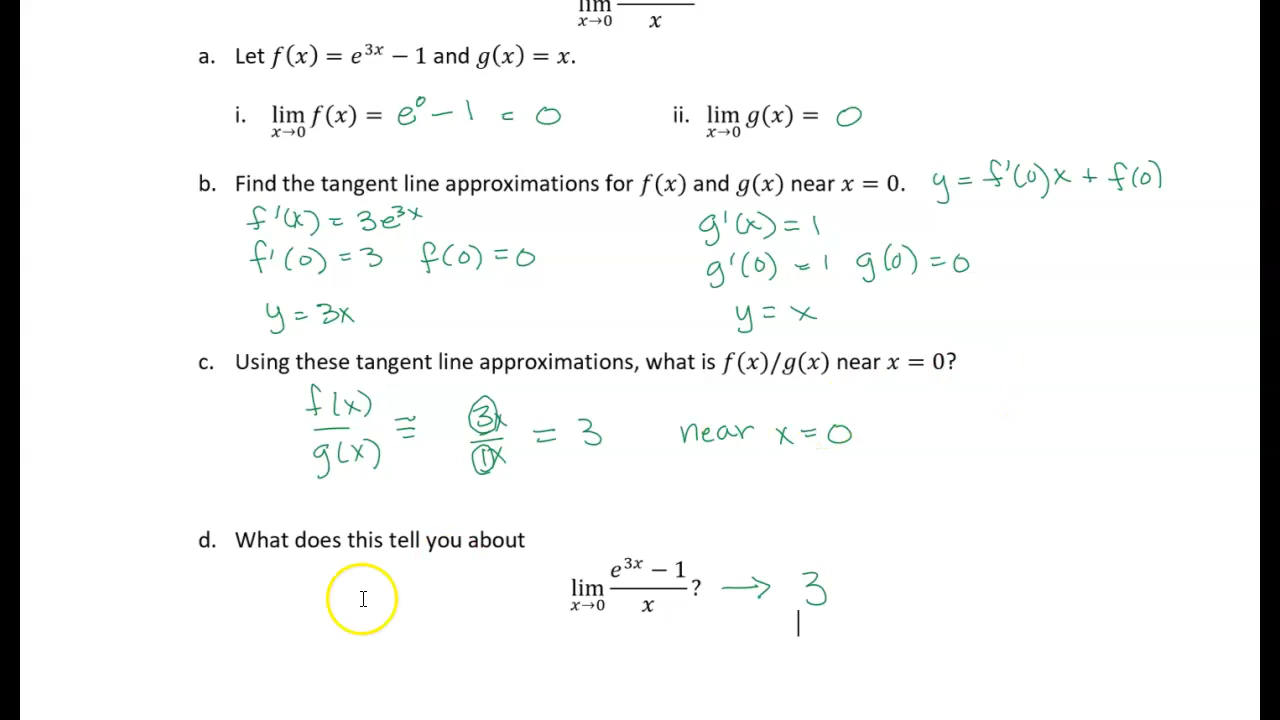 lim
x→0 x
a. Let f(x) = e^{3x} − 1 and g(x) = x.
i. lim x→0 f(x) = e^0 − 1 = 0 ii. lim x→0 g(x) = 0
b. Find the tangent line approximations for f(x) and g(x) near x = 0. y = f'(0)x + f(0)
f'(x) = 3e^{3x} g'(x) = 1
f'(0) = 3 f(0) = 0 g'(0) = 1 g(0) = 0
y = 3x y = x
c. Using these tangent line approximations, what is f(x)/g(x) near x = 0?
f(x)/g(x) ≅ 3x/1x = 3 near x = 0
d. What does this tell you about
lim x→0 (e^{3x} − 1)/x ? → 3
|